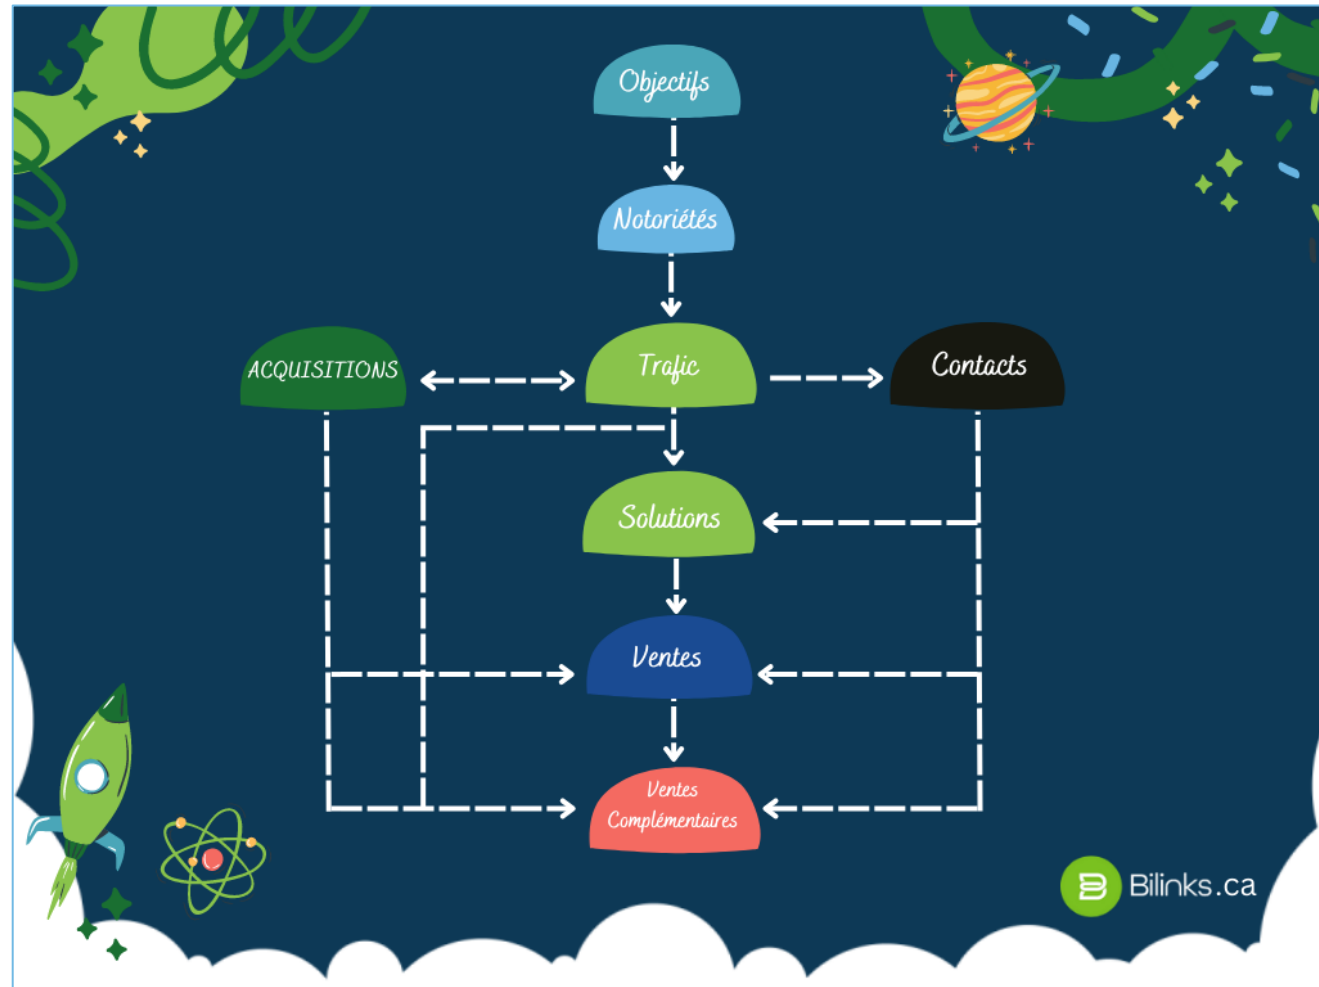 Objectifs
Notoriétés
ACQUISITIONS
Trafic
Contacts
Solutions
Ventes
Ventes
Complémentaires
Bilinks.ca